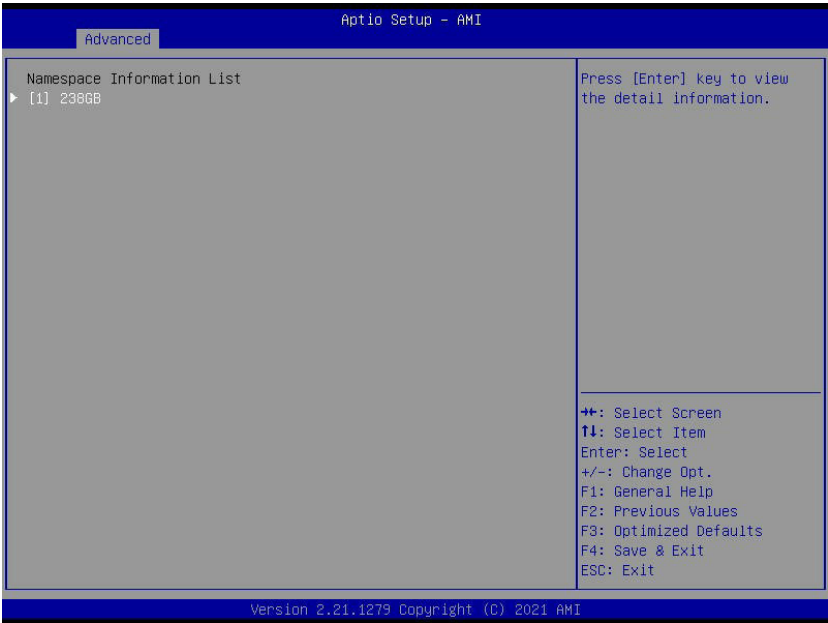 Aptio Setup – AMI
Advanced
Namespace Information List
▶ [1] 238GB
Press [Enter] key to view
the detail information.
→←: Select Screen
↑↓: Select Item
Enter: Select
+/-: Change Opt.
F1: General Help
F2: Previous Values
F3: Optimized Defaults
F4: Save & Exit
ESC: Exit
Version 2.21.1279 Copyright (C) 2021 AMI